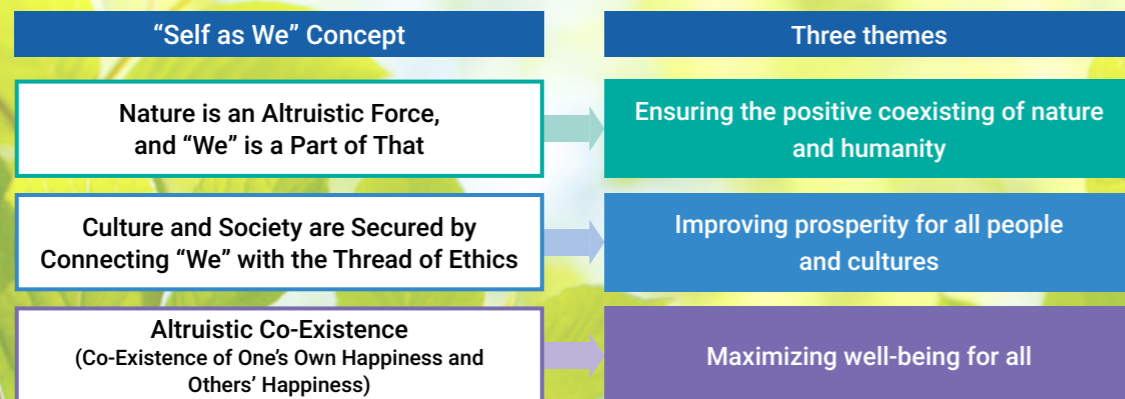 “Self as We” Concept
Three themes
Nature is an Altruistic Force,
and “We” is a Part of That
Ensuring the positive coexisting of nature
and humanity
Culture and Society are Secured by
Connecting “We” with the Thread of Ethics
Improving prosperity for all people
and cultures
Altruistic Co-Existence
(Co-Existence of One’s Own Happiness and
Others’ Happiness)
Maximizing well-being for all